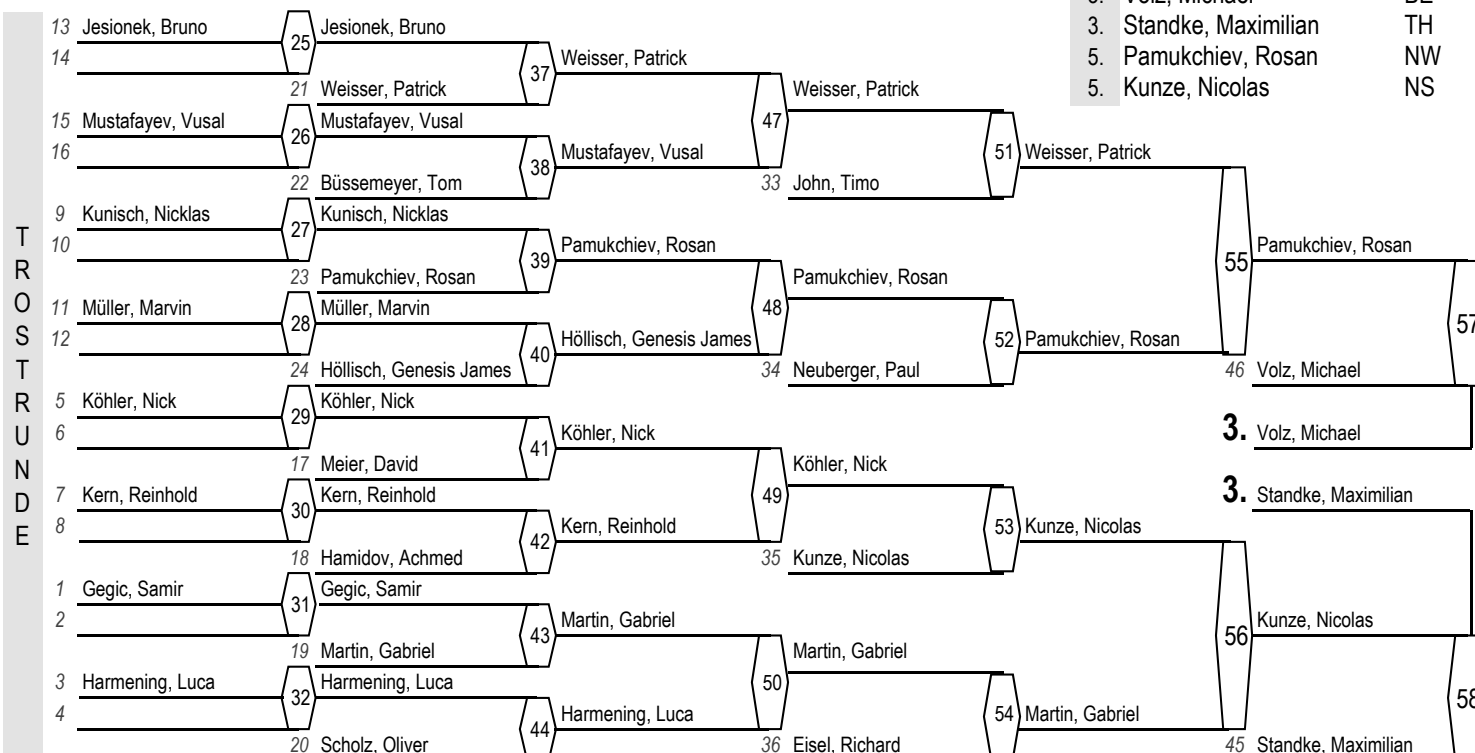 3. Volz, Michael BE
3. Standke, Maximilian TH
5. Pamukchiev, Rosan NW
5. Kunze, Nicolas NS
TROSTRUNDE
13 Jesionek, Bruno 25 Jesionek, Bruno
14 37 Weisser, Patrick
21 Weisser, Patrick 47 Weisser, Patrick
15 Mustafayev, Vusal 26 Mustafayev, Vusal
16 38 Mustafayev, Vusal 51 Weisser, Patrick
22 Büssemeyer, Tom 33 John, Timo
9 Kunisch, Nicklas 27 Kunisch, Nicklas
10 39 Pamukchiev, Rosan 55 Pamukchiev, Rosan
23 Pamukchiev, Rosan Pamukchiev, Rosan
11 Müller, Marvin 28 Müller, Marvin 48 57
12 40 Höllisch, Genesis James 52 Pamukchiev, Rosan
24 Höllisch, Genesis James 34 Neuberger, Paul 46 Volz, Michael
5 Köhler, Nick 29 Köhler, Nick
6 41 Köhler, Nick 3. Volz, Michael
17 Meier, David Köhler, Nick
7 Kern, Reinhold 30 Kern, Reinhold 49 3. Standke, Maximilian
8 42 Kern, Reinhold 53 Kunze, Nicolas
18 Hamidov, Achmed 35 Kunze, Nicolas
1 Gegic, Samir 31 Gegic, Samir
2 43 Martin, Gabriel 56 Kunze, Nicolas
19 Martin, Gabriel Martin, Gabriel
3 Harmening, Luca 32 Harmening, Luca 50 58
4 44 Harmening, Luca 54 Martin, Gabriel
20 Scholz, Oliver 36 Eisel, Richard 45 Standke, Maximilian